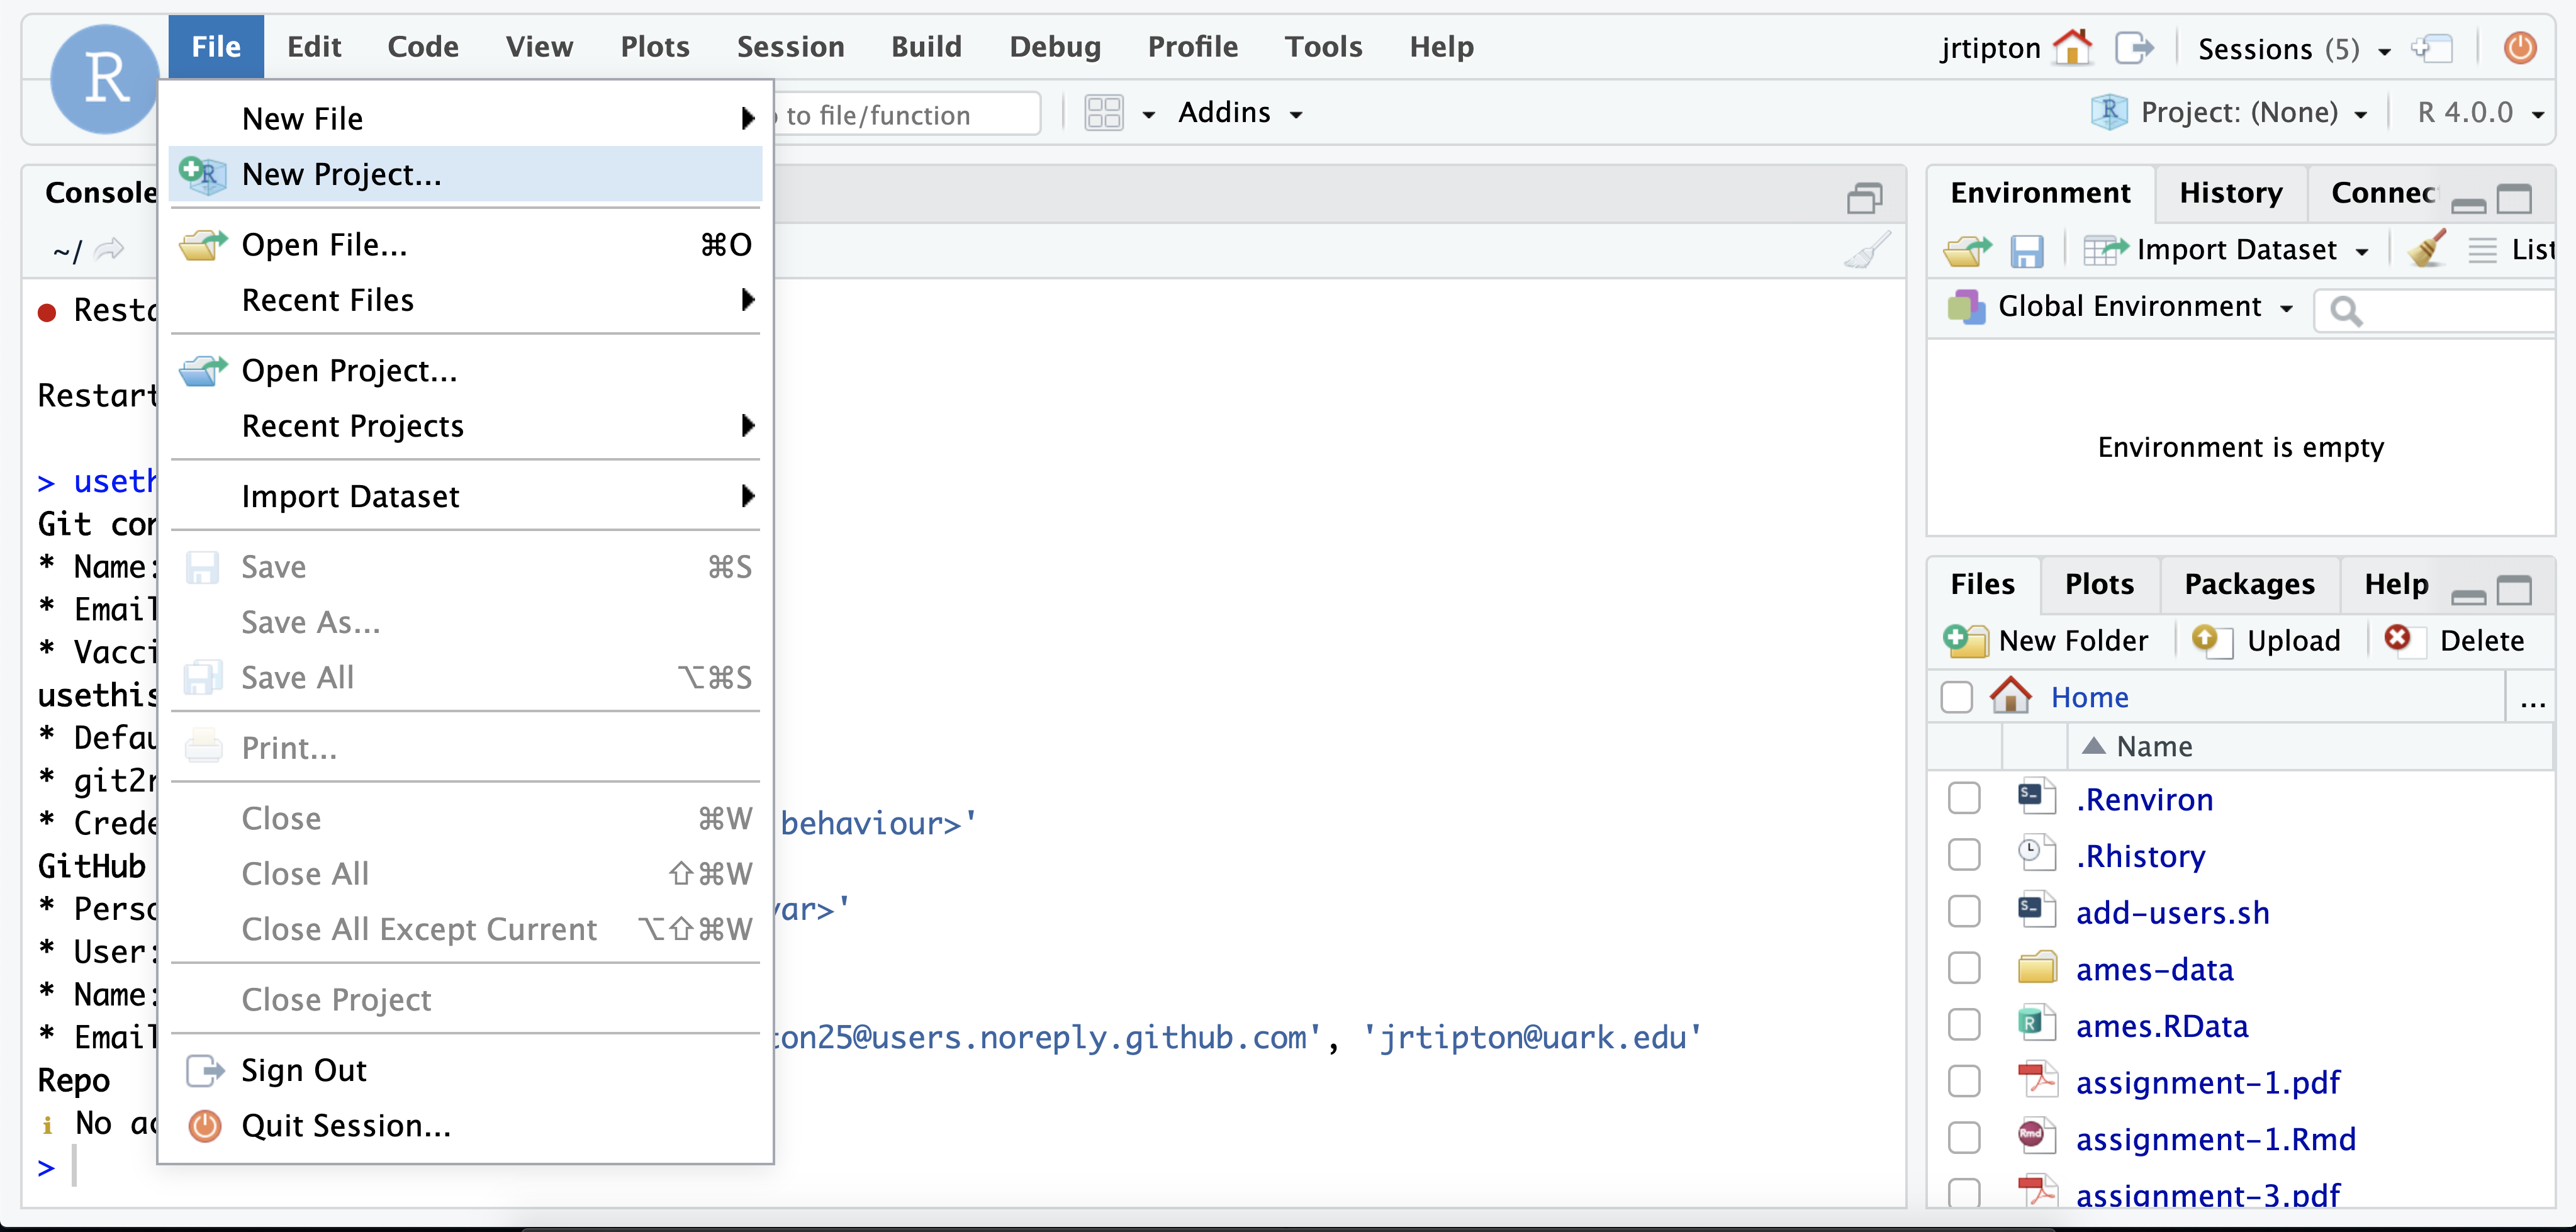 R File Edit Code View Plots Session Build Debug Profile Tools Help jrtipton Sessions (5)
to file/function Addins Project: (None) R 4.0.0
New File
New Project...
Open File... ⌘O
Recent Files
Open Project...
Recent Projects
Import Dataset
Save ⌘S
Save As...
Save All ⌥⌘S
Print...
Close ⌘W
Close All ⇧⌘W
Close All Except Current ⌥⇧⌘W
Close Project
Sign Out
Quit Session...
Console
~/
Resta
Restart
> useth
Git con
* Name:
* Email
* Vacci
usethis
* Defau
* git2r
* Crede behaviour>'
GitHub
* Perso var>'
* User:
* Name:
* Email ton25@users.noreply.github.com', 'jrtipton@uark.edu'
Repo
i No ac
>
Environment History Connec
Import Dataset List
Global Environment
Environment is empty
Files Plots Packages Help
New Folder Upload Delete
Home ...
Name
.Renviron
.Rhistory
add-users.sh
ames-data
ames.RData
assignment-1.pdf
assignment-1.Rmd
assignment-3.pdf